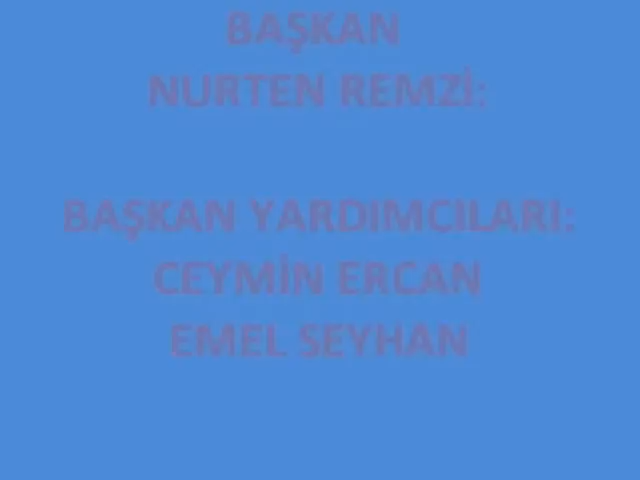 BAŞKAN
NURTEN REMZİ:
BAŞKAN YARDIMCILARI:
CEYMİN ERCAN
EMEL SEYHAN